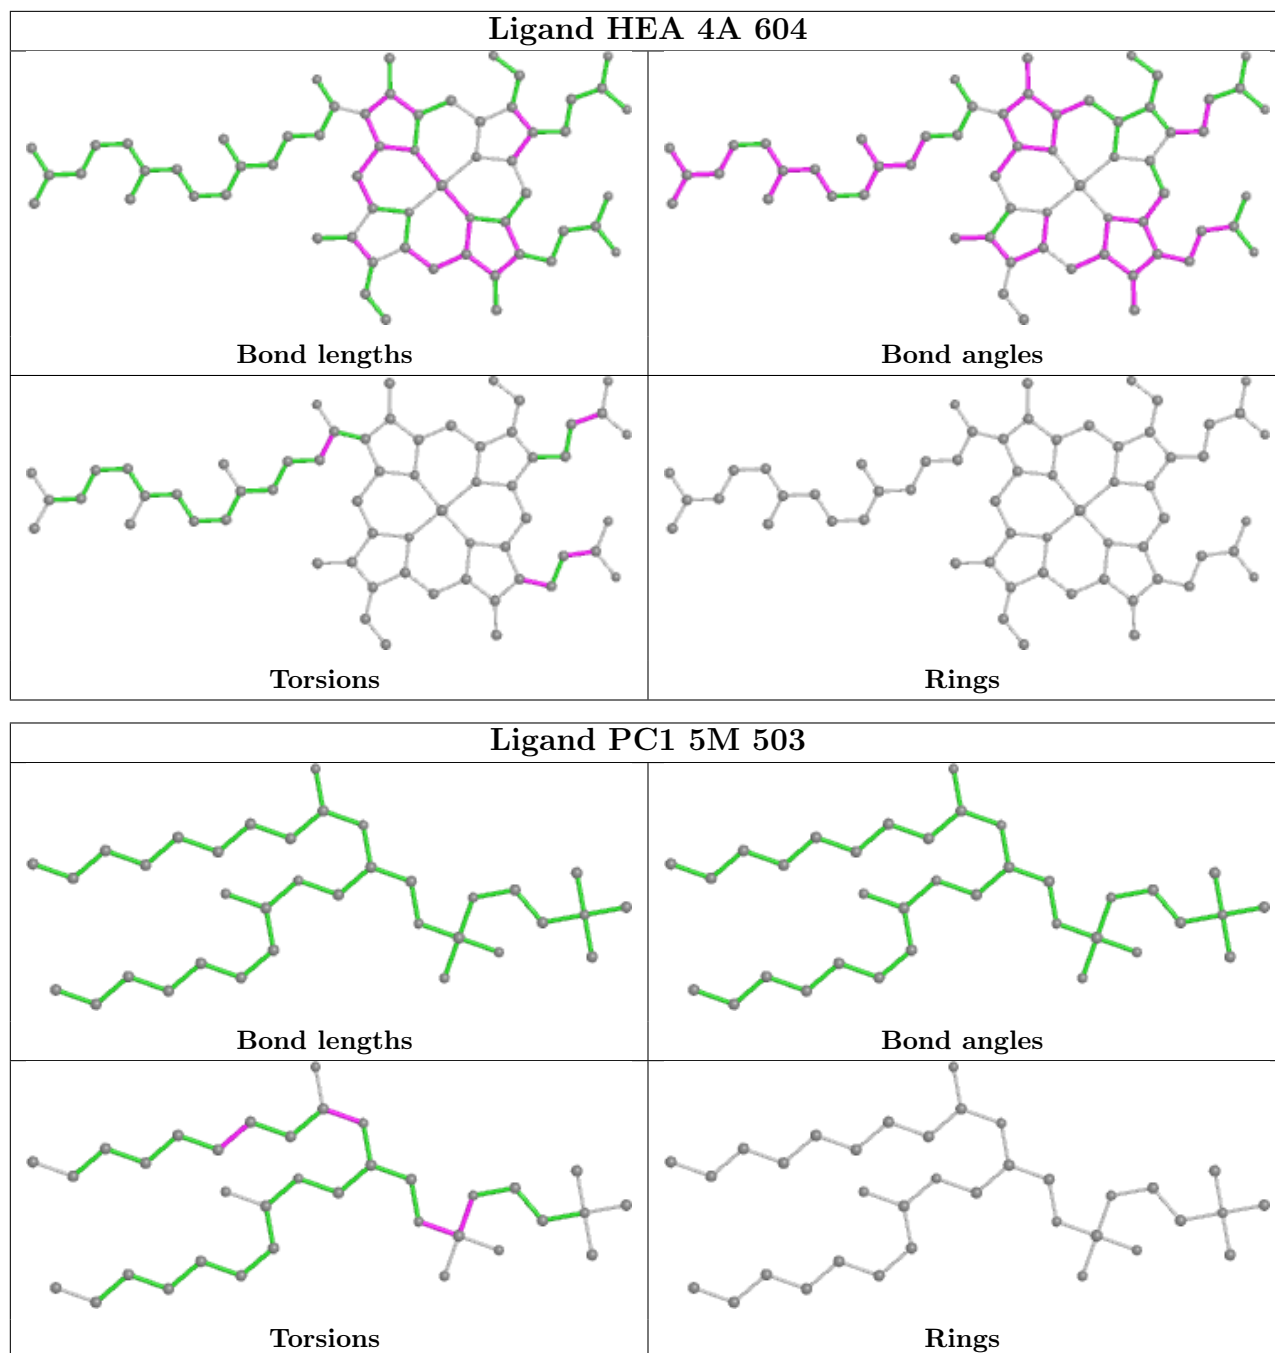 Ligand HEA 4A 604
Bond lengths
Bond angles
Torsions
Rings
Ligand PC1 5M 503
Bond lengths
Bond angles
Torsions
Rings